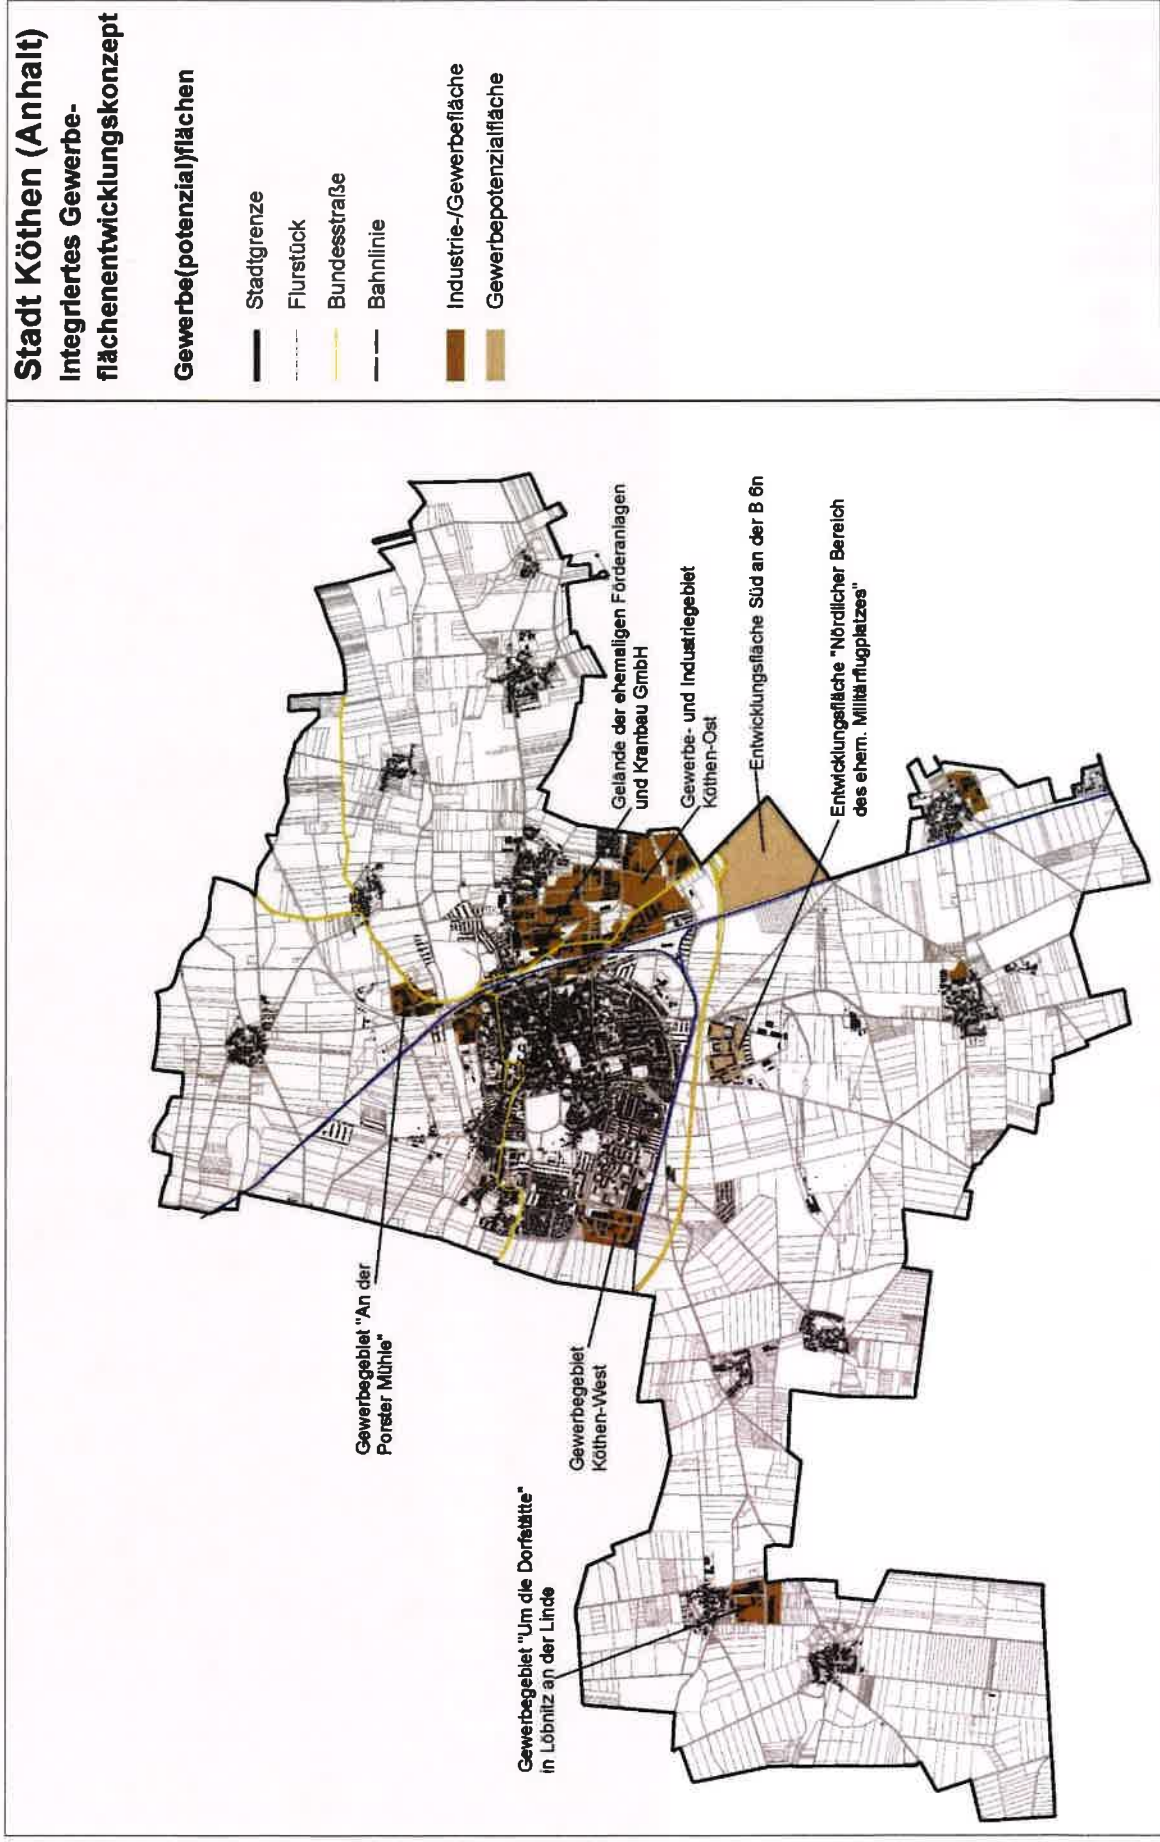 Stadt Köthen (Anhalt)
Integriertes Gewerbe-
flächenentwicklungskonzept
Gewerbe(potenzial)flächen
Stadtgrenze
Flurstück
Bundesstraße
Bahnlinie
Industrie-/Gewerbefläche
Gewerbepotenzialfläche
Gewerbegebiet "Um die Dorfstätte"
in Löbnitz an der Linde
Gewerbegebiet
Köthen-West
Gewerbegebiet "An der
Porster Mühle"
Gelände der ehemaligen Förderanlagen
und Kranbau GmbH
Gewerbe- und Industriegebiet
Köthen-Ost
Entwicklungsfläche Süd an der B 6n
Entwicklungsfläche "Nördlicher Bereich
des ehem. Militärflugplatzes"